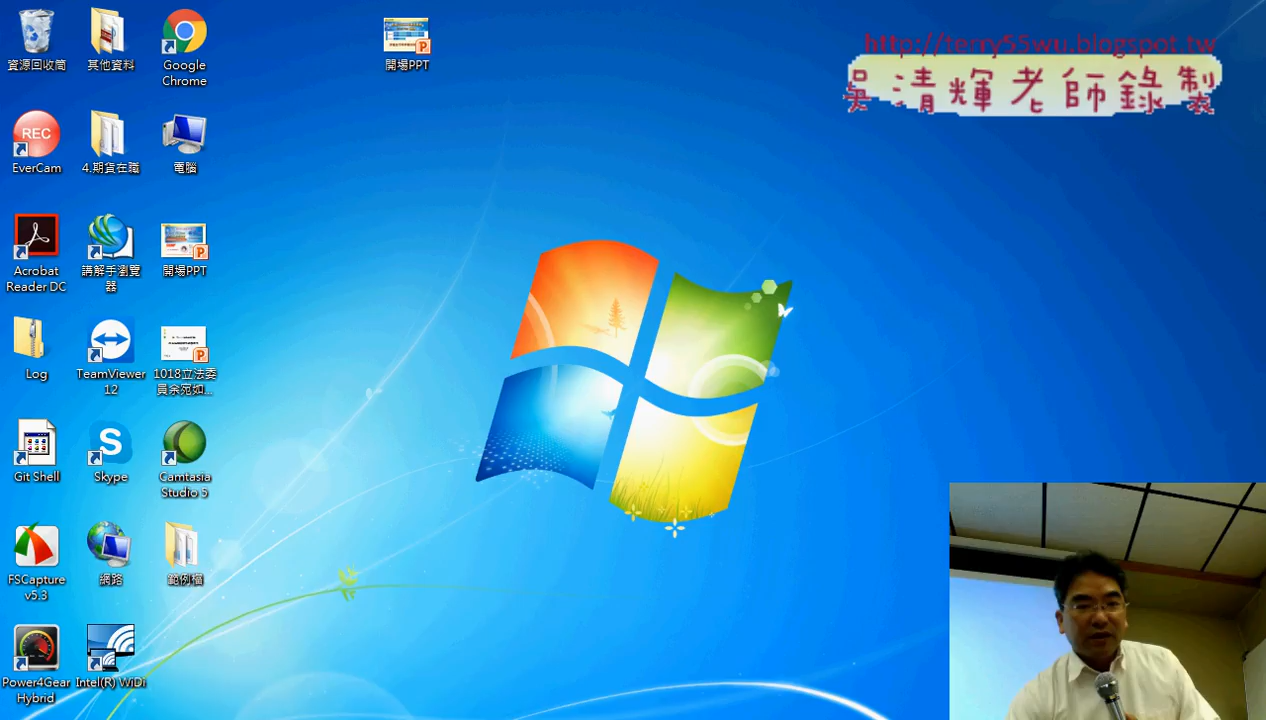 資源回收筒
其他資料
Google
Chrome
開場PPT
http://terry55wu.blogspot.tw
吳清輝老師錄製
REC
EverCam
4.期貨在職
電腦
Acrobat
Reader DC
講解手瀏覽
器
開場PPT
Log
TeamViewer
12
1018立法委
員余宛如...
Git Shell
Skype
Camtasia
Studio 5
FSCapture
v5.3
網路
範例檔
Power4Gear
Hybrid
Intel(R) WiDi